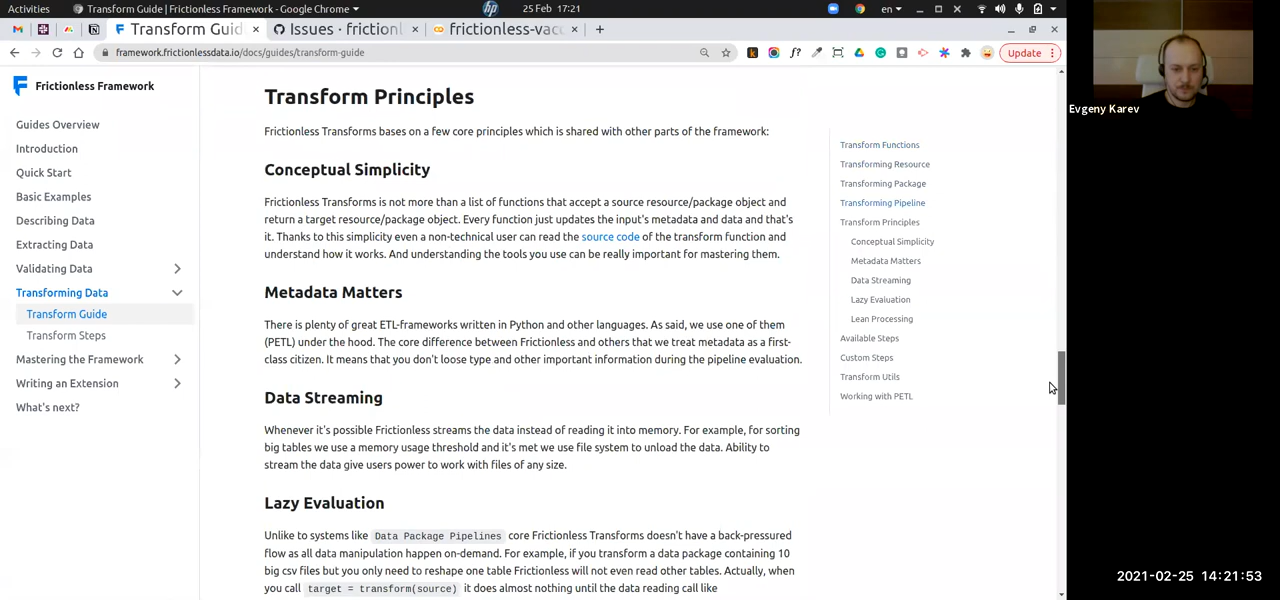 Activities
Transform Guide | Frictionless Framework - Google Chrome
25 Feb 17:21
en
Transform Guid
Issues · frictionl
frictionless-vac
framework.frictionlessdata.io/docs/guides/transform-guide
Update
Frictionless Framework
Guides Overview
Introduction
Quick Start
Basic Examples
Describing Data
Extracting Data
Validating Data
Transforming Data
Transform Guide
Transform Steps
Mastering the Framework
Writing an Extension
What's next?
Transform Principles
Frictionless Transforms bases on a few core principles which is shared with other parts of the framework:
Conceptual Simplicity
Frictionless Transforms is not more than a list of functions that accept a source resource/package object and
return a target resource/package object. Every function just updates the input's metadata and data and that's
it. Thanks to this simplicity even a non-technical user can read the source code of the transform function and
understand how it works. And understanding the tools you use can be really important for mastering them.
Metadata Matters
There is plenty of great ETL-frameworks written in Python and other languages. As said, we use one of them
(PETL) under the hood. The core difference between Frictionless and others that we treat metadata as a first-
class citizen. It means that you don't loose type and other important information during the pipeline evaluation.
Data Streaming
Whenever it's possible Frictionless streams the data instead of reading it into memory. For example, for sorting
big tables we use a memory usage threshold and it's met we use file system to unload the data. Ability to
stream the data give users power to work with files of any size.
Lazy Evaluation
Unlike to systems like Data Package Pipelines core Frictionless Transforms doesn't have a back-pressured
flow as all data manipulation happen on-demand. For example, if you transform a data package containing 10
big csv files but you only need to reshape one table Frictionless will not even read other tables. Actually, when
you call target = transform(source) it does almost nothing until the data reading call like
Transform Functions
Transforming Resource
Transforming Package
Transforming Pipeline
Transform Principles
Conceptual Simplicity
Metadata Matters
Data Streaming
Lazy Evaluation
Lean Processing
Available Steps
Custom Steps
Transform Utils
Working with PETL
Evgeny Karev
2021-02-25 14:21:53